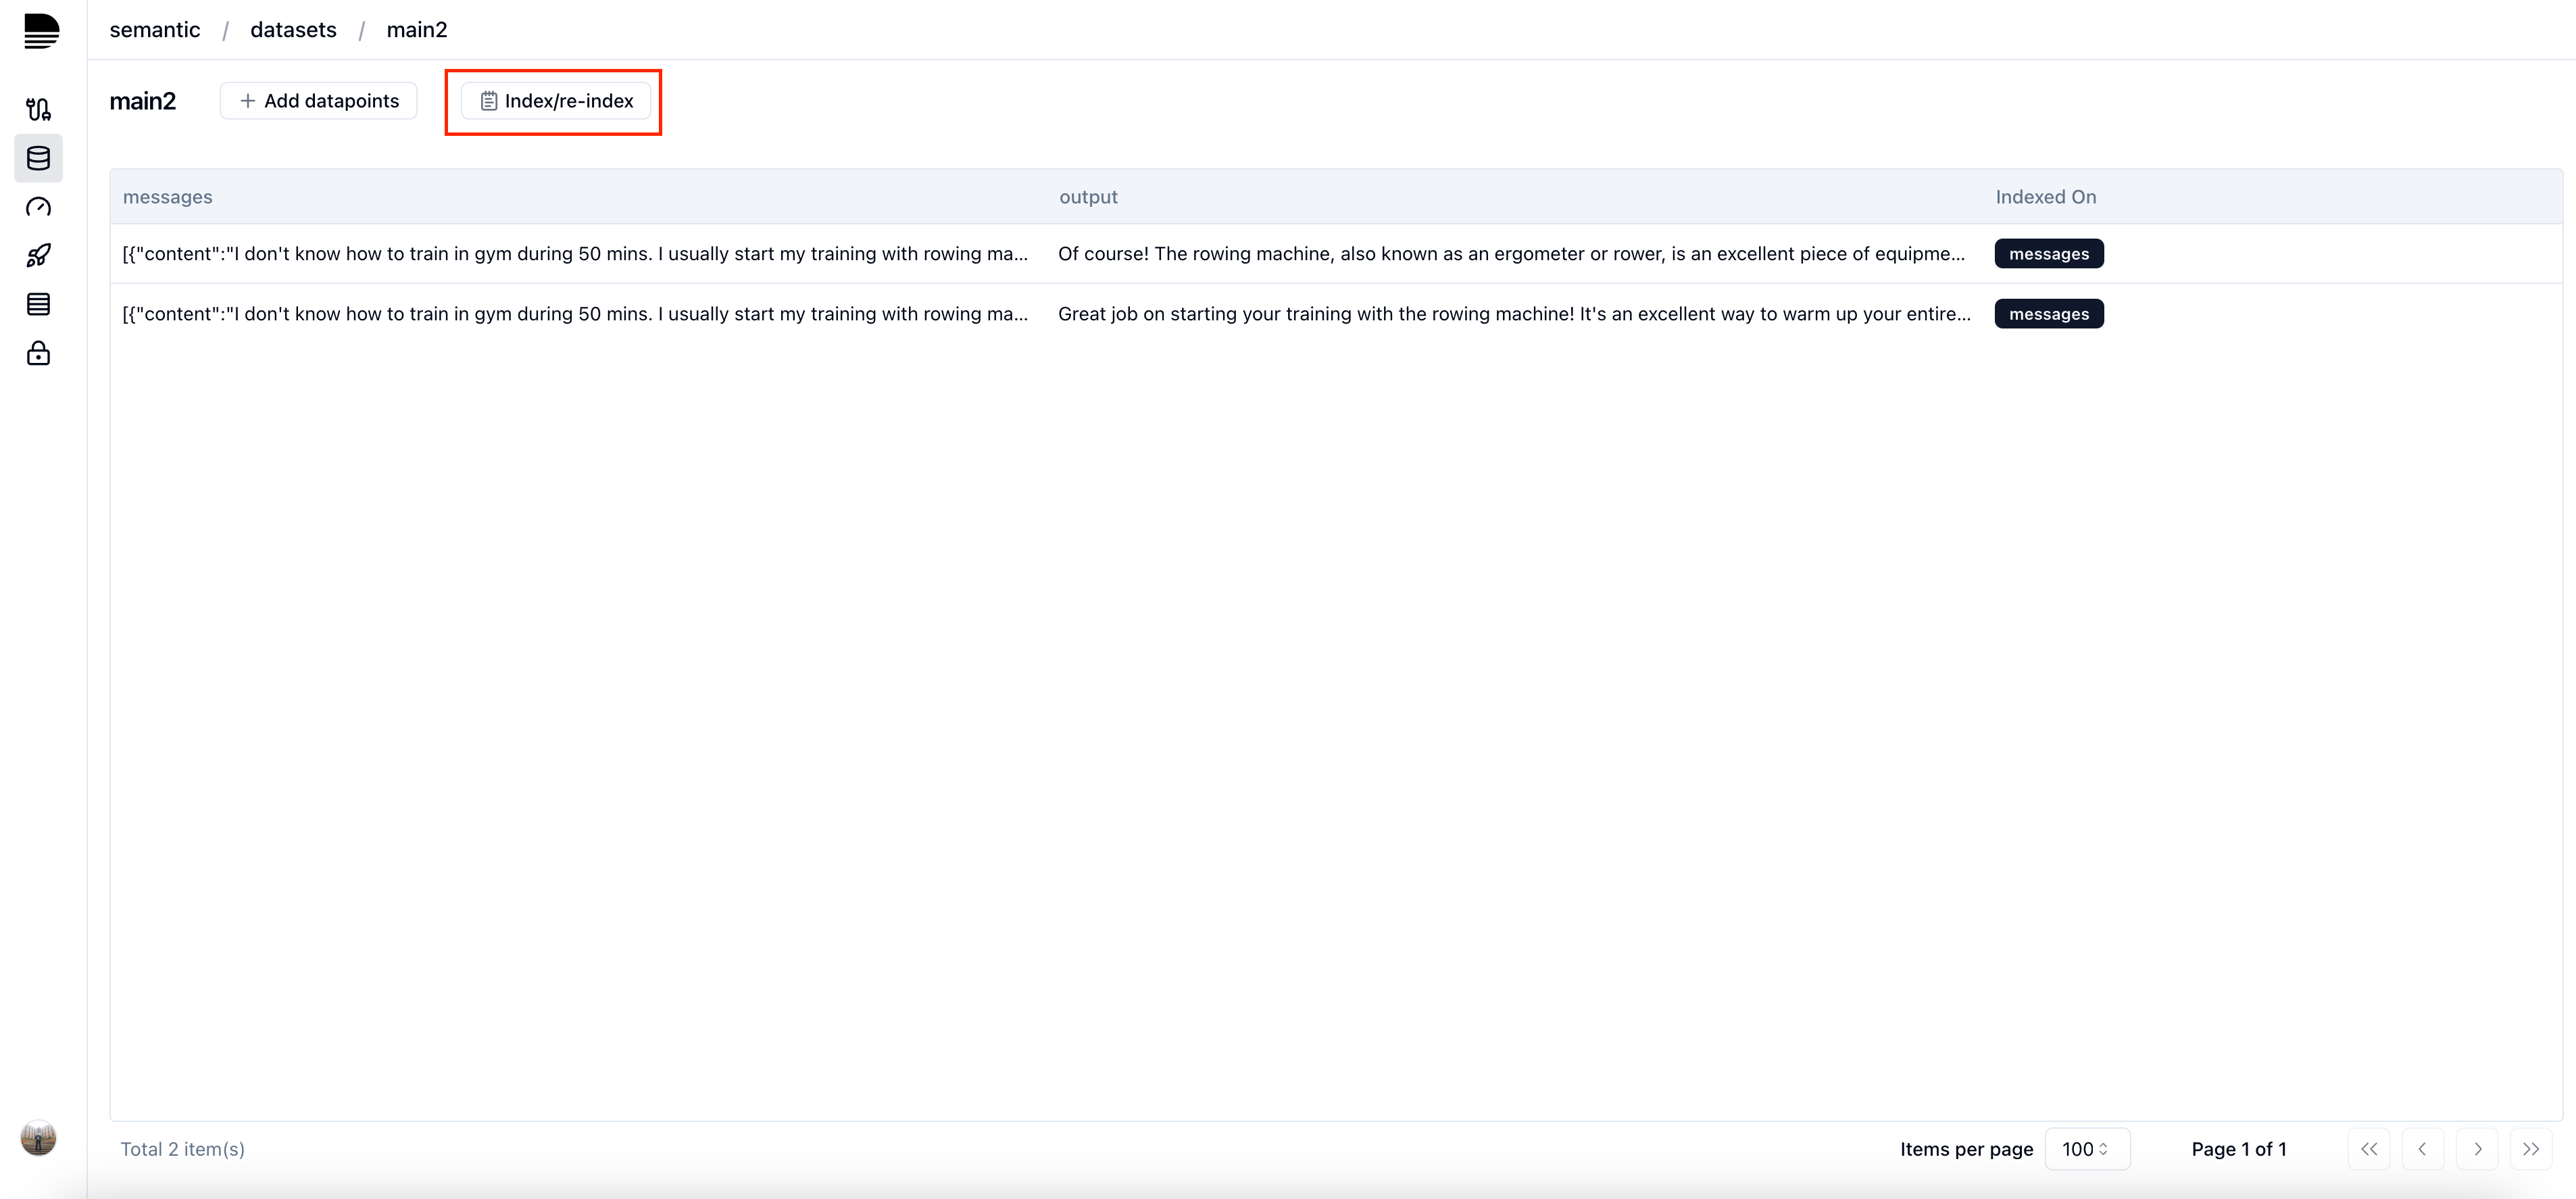 semantic / datasets / main2
main2 + Add datapoints Index/re-index
messages output Indexed On
[{"content":"I don't know how to train in gym during 50 mins. I usually start my training with rowing ma... Of course! The rowing machine, also known as an ergometer or rower, is an excellent piece of equipme... messages
[{"content":"I don't know how to train in gym during 50 mins. I usually start my training with rowing ma... Great job on starting your training with the rowing machine! It's an excellent way to warm up your entire... messages
Total 2 item(s) Items per page 100 Page 1 of 1